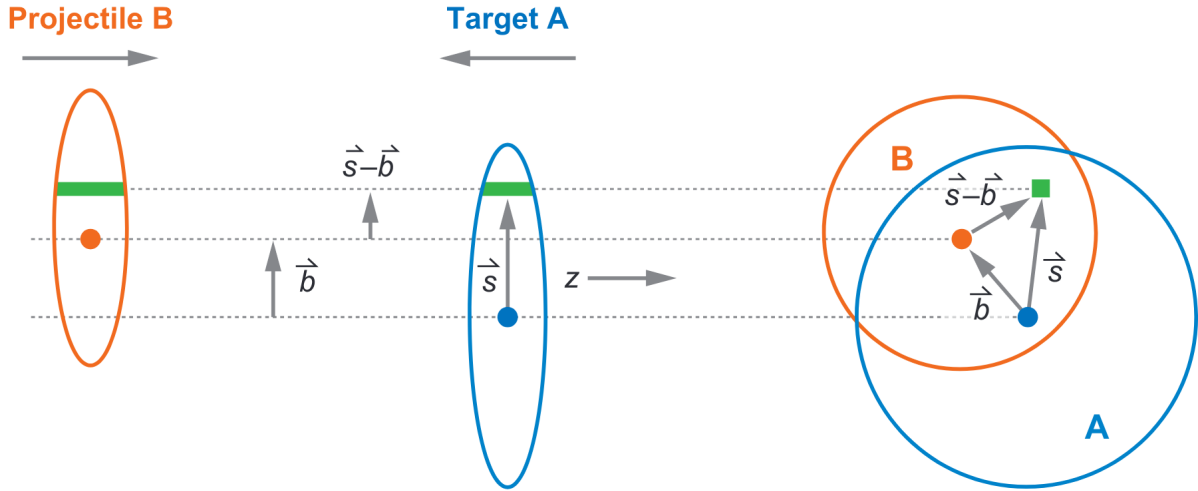 Projectile B
Target A
s⃗–b⃗
b⃗
s⃗
z
B
s⃗–b⃗
s⃗
b⃗
A